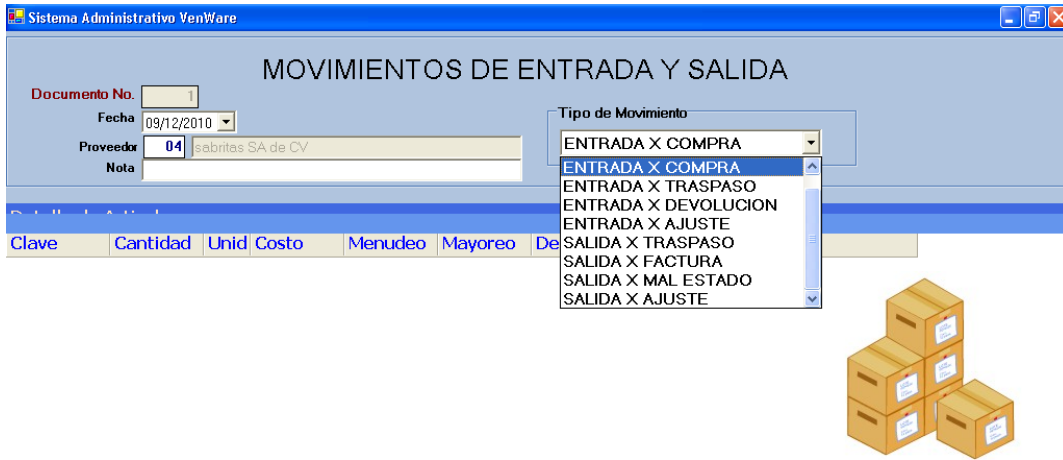 Sistema Administrativo VenWare
MOVIMIENTOS DE ENTRADA Y SALIDA
Documento No. 1
Fecha 09/12/2010
Proveedor 04 sabritas SA de CV
Nota
Tipo de Movimiento
ENTRADA X COMPRA
ENTRADA X COMPRA
ENTRADA X TRASPASO
ENTRADA X DEVOLUCION
ENTRADA X AJUSTE
SALIDA X TRASPASO
SALIDA X FACTURA
SALIDA X MAL ESTADO
SALIDA X AJUSTE
Clave Cantidad Unid Costo Menudeo Mayoreo De